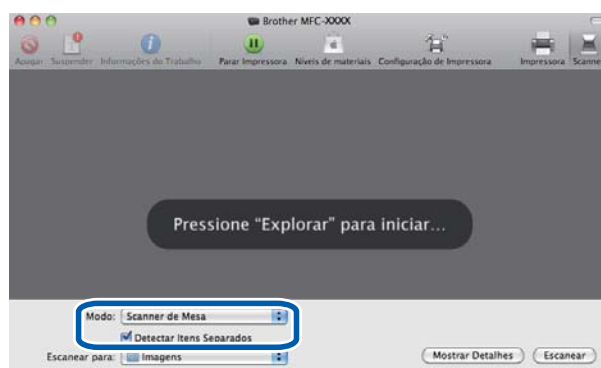 Brother MFC-XXXX
Apagar Suspender Informações do Trabalho Parar Impressora Níveis de materiais Configuração de Impressora Impressora Scanne
Pressione “Explorar” para iniciar...
Modo: Scanner de Mesa
Detectar Itens Separados
Escanear para: Imagens
Mostrar Detalhes Escanear